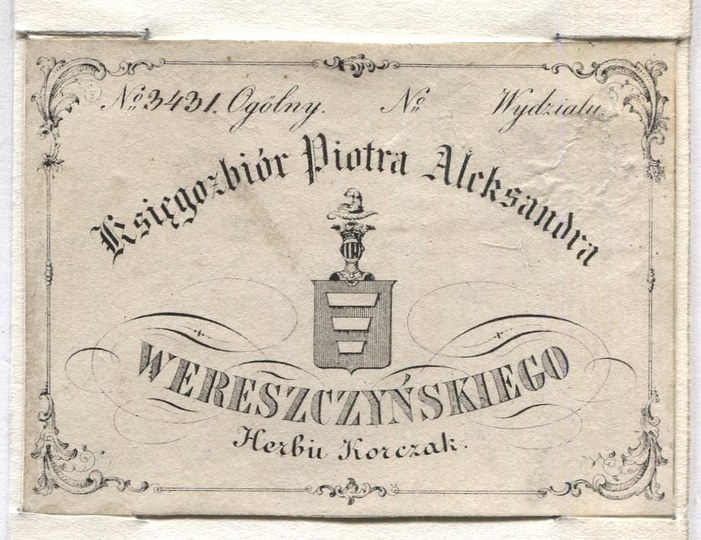 No 3431. Ogólny. No Wydziału
Księgozbiór Piotra Aleksandra
WERESZCZYŃSKIEGO
Herbu Korczak.